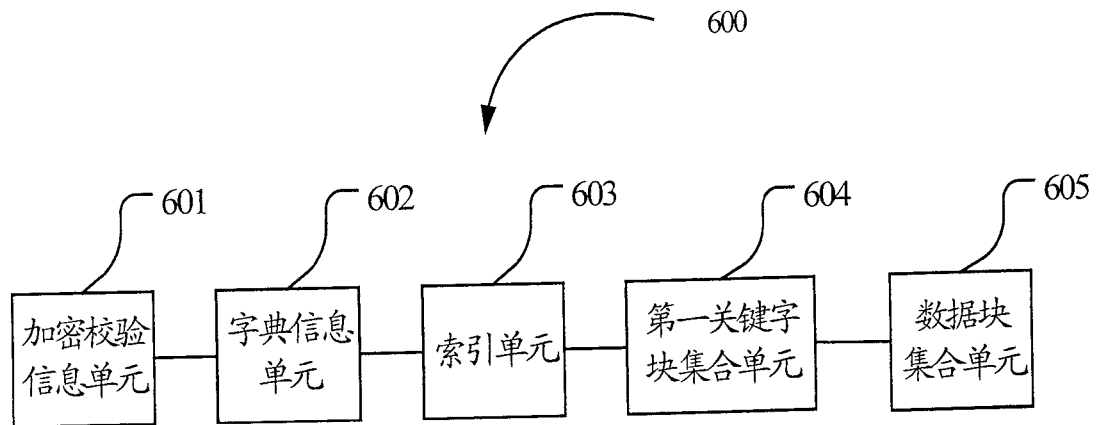 600
601
602
603
604
605
加密校验
信息单元
字典信息
单元
索引单元
第一关键字
块集合单元
数据块
集合单元